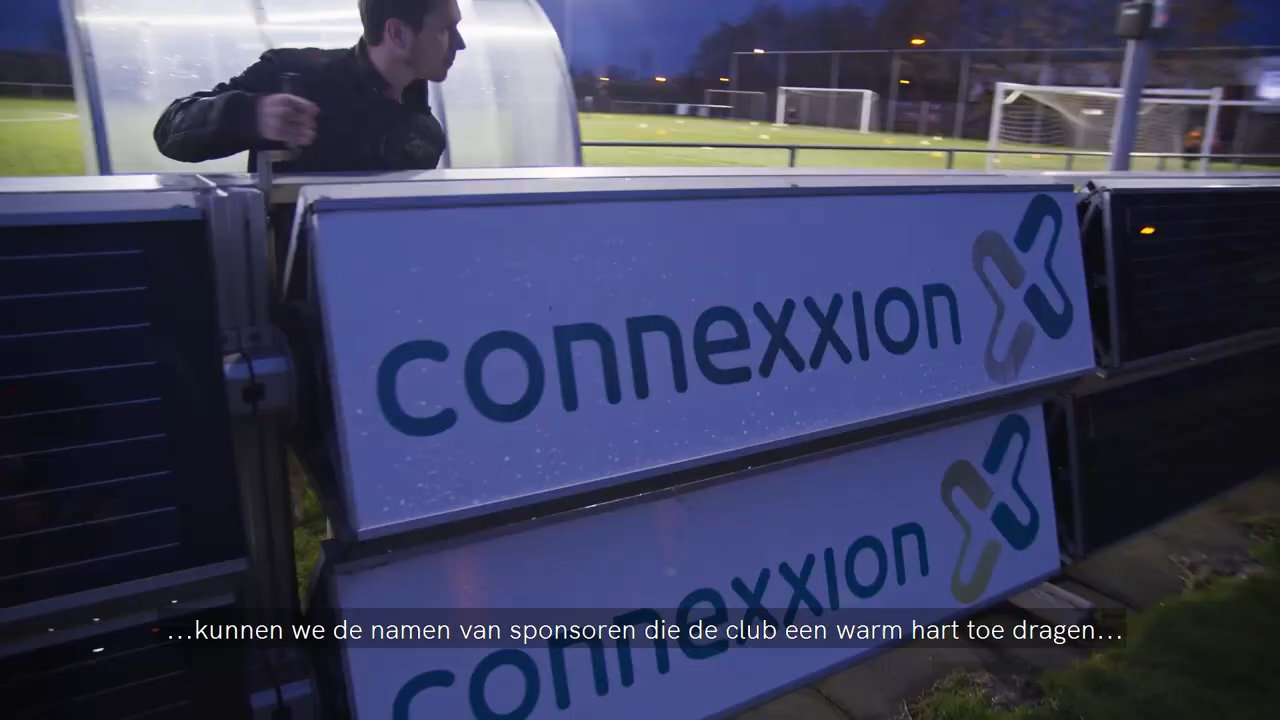 connexxion
connexxion
…kunnen we de namen van sponsoren die de club een warm hart toe dragen…